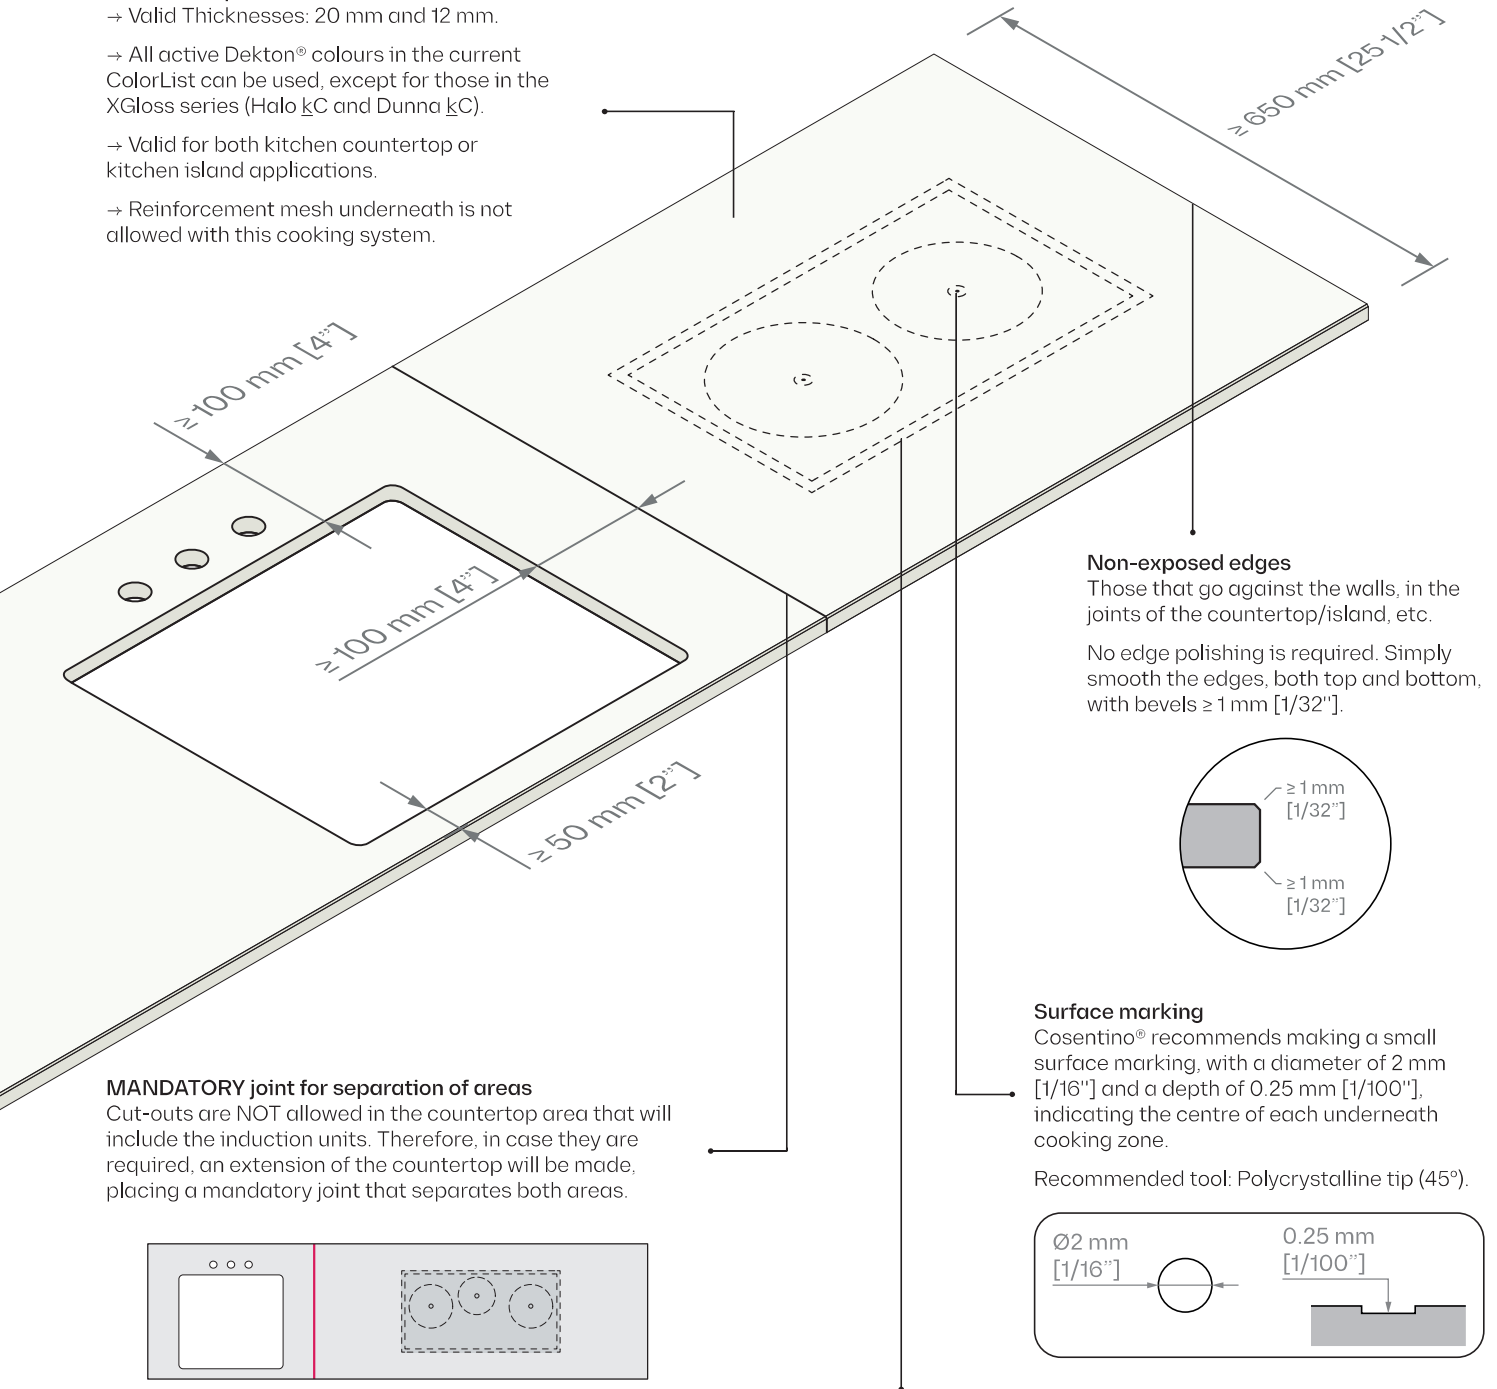 → Valid Thicknesses: 20 mm and 12 mm.
→ All active Dekton® colours in the current
ColorList can be used, except for those in the
XGloss series (Halo kC and Dunna kC).
→ Valid for both kitchen countertop or
kitchen island applications.
→ Reinforcement mesh underneath is not
allowed with this cooking system.
≥ 650 mm [25 1/2”]
≥ 100 mm [4”]
≥ 100 mm [4”]
≥ 50 mm [2”]
Non-exposed edges
Those that go against the walls, in the
joints of the countertop/island, etc.
No edge polishing is required. Simply
smooth the edges, both top and bottom,
with bevels ≥ 1 mm [1/32"].
≥ 1 mm
[1/32”]
≥ 1 mm
[1/32”]
MANDATORY joint for separation of areas
Cut-outs are NOT allowed in the countertop area that will
include the induction units. Therefore, in case they are
required, an extension of the countertop will be made,
placing a mandatory joint that separates both areas.
Surface marking
Cosentino® recommends making a small
surface marking, with a diameter of 2 mm
[1/16"] and a depth of 0.25 mm [1/100"],
indicating the centre of each underneath
cooking zone.
Recommended tool: Polycrystalline tip (45º).
Ø2 mm
[1/16”]
0.25 mm
[1/100”]